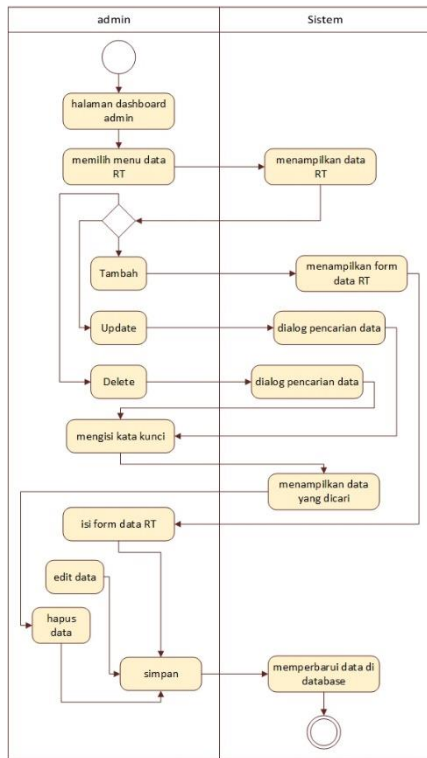 admin
Sistem
halaman dashboard
admin
memilih menu data
RT
menampilkan data
RT
Tambah
menampilkan form
data RT
Update
dialog pencarian data
Delete
dialog pencarian data
mengisi kata kunci
menampilkan data
yang dicari
isi form data RT
edit data
hapus
data
simpan
memperbarui data di
database